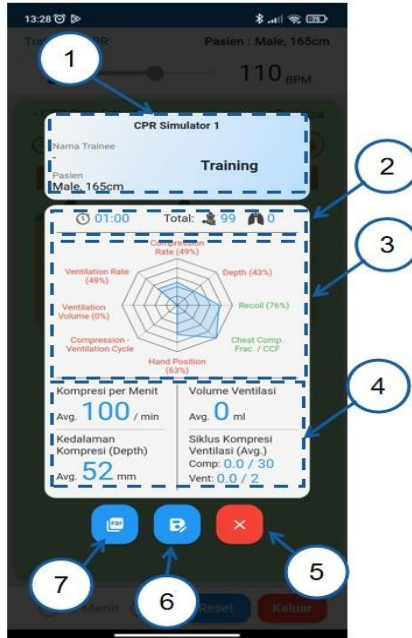 13:28
Pasien : Male, 165cm
110 BPM
1
CPR Simulator 1
Nama Trainee
-
Training
Pasien
Male, 165cm
2
01:00 Total: 99 0
3
Compression
Rate (49%)
Ventilation Rate
(49%)
Depth (43%)
Ventilation
Volume (0%)
Recoil (76%)
Compression -
Ventilation Cycle
Chest Comp.
Frac. / CCF
Hand Position
(63%)
4
Kompresi per Menit
Avg. 100 / min
Volume Ventilasi
Avg. 0 ml
Kedalaman
Kompresi (Depth)
Avg. 52 mm
Siklus Kompresi
Ventilasi (Avg.)
Comp: 0.0 / 30
Vent: 0.0 / 2
PDF
7
6
5
Menit
Reset
Keluar